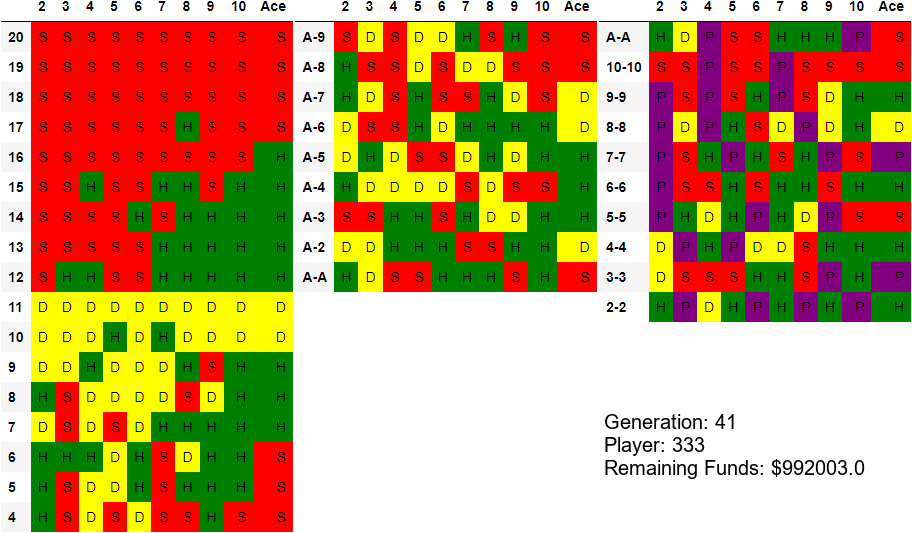 2 3 4 5 6 7 8 9 10 Ace
20 S S S S S S S S S S
19 S S S S S S S S S S
18 S S S S S S S S S S
17 S S S S S S H S S S
16 S S S S S S S S S H
15 S S H S S H H S H H
14 S S S S H S H H H H
13 S S S S S H H H H H
12 S H H S S H H H H H
11 D D D D D D D D D D
10 D D D H D H D D D D
9 D D H D D D H S H H
8 H S D D D D S D H H
7 D S D S D H H H H H
6 H H H D H S D H H S
5 H S D D H S H H H S
4 H S D S D S S H S S
2 3 4 5 6 7 8 9 10 Ace
A-9 S D S D D H S H S S
A-8 H S S D S D D S S S
A-7 H D S H S S H D S D
A-6 D S S H D H H H H D
A-5 D H D S S D H D H H
A-4 H D D D D S D S S H
A-3 S S H H S H D D H H
A-2 D D H H H S S H H D
A-A H D S S H H H S H S
2 3 4 5 6 7 8 9 10 Ace
A-A H D P S S H H H P S
10-10 S S P S S P S S S S
9-9 P S P S H P S D H H
8-8 P D P H S D P D H D
7-7 P S H P H S H P S P
6-6 P S S H S H H S H H
5-5 P H D H P H D P S S
4-4 D P H P D D S H H H
3-3 D S S S H H S P H P
2-2 H P D H P H P H P H
Generation: 41
Player: 333
Remaining Funds: $992003.0